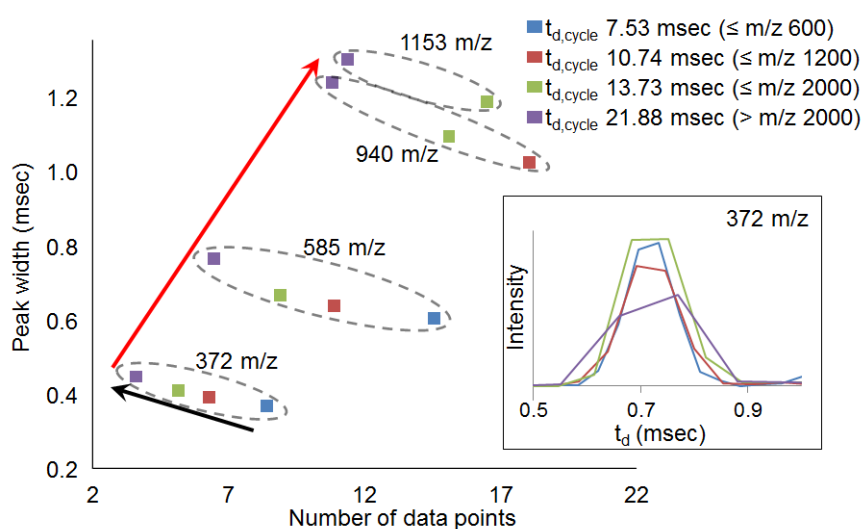 t_d,cycle 7.53 msec (≤ m/z 600)
t_d,cycle 10.74 msec (≤ m/z 1200)
t_d,cycle 13.73 msec (≤ m/z 2000)
t_d,cycle 21.88 msec (> m/z 2000)
1153 m/z
940 m/z
585 m/z
372 m/z
Peak width (msec)
1.2
1.0
0.8
0.6
0.4
0.2
2 7 12 17 22
Number of data points
372 m/z
Intensity
0.5 0.7 0.9
t_d (msec)